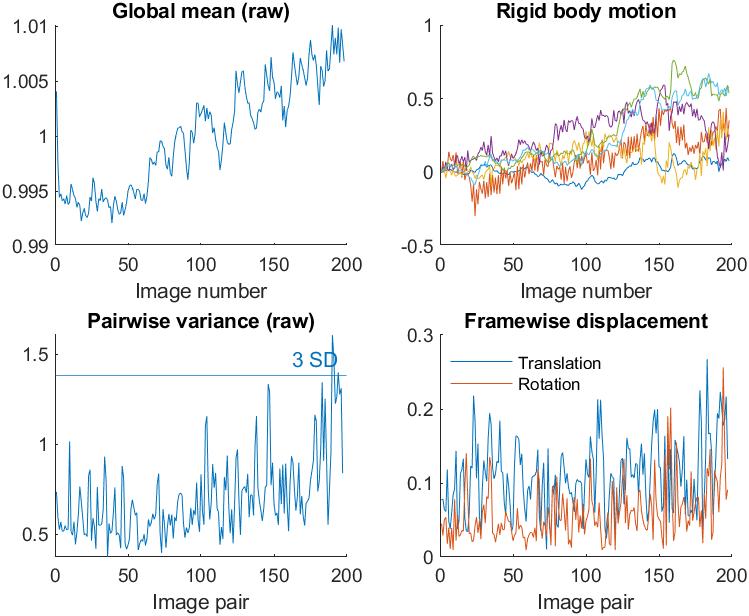 Global mean (raw)
1.01
1.005
1
0.995
0.99
0 50 100 150 200
Image number
Rigid body motion
1
0.5
0
-0.5
0 50 100 150 200
Image number
Pairwise variance (raw)
3 SD
1.5
1
0.5
0 50 100 150 200
Image pair
Framewise displacement
0.3
Translation
Rotation
0.2
0.1
0
0 50 100 150 200
Image pair